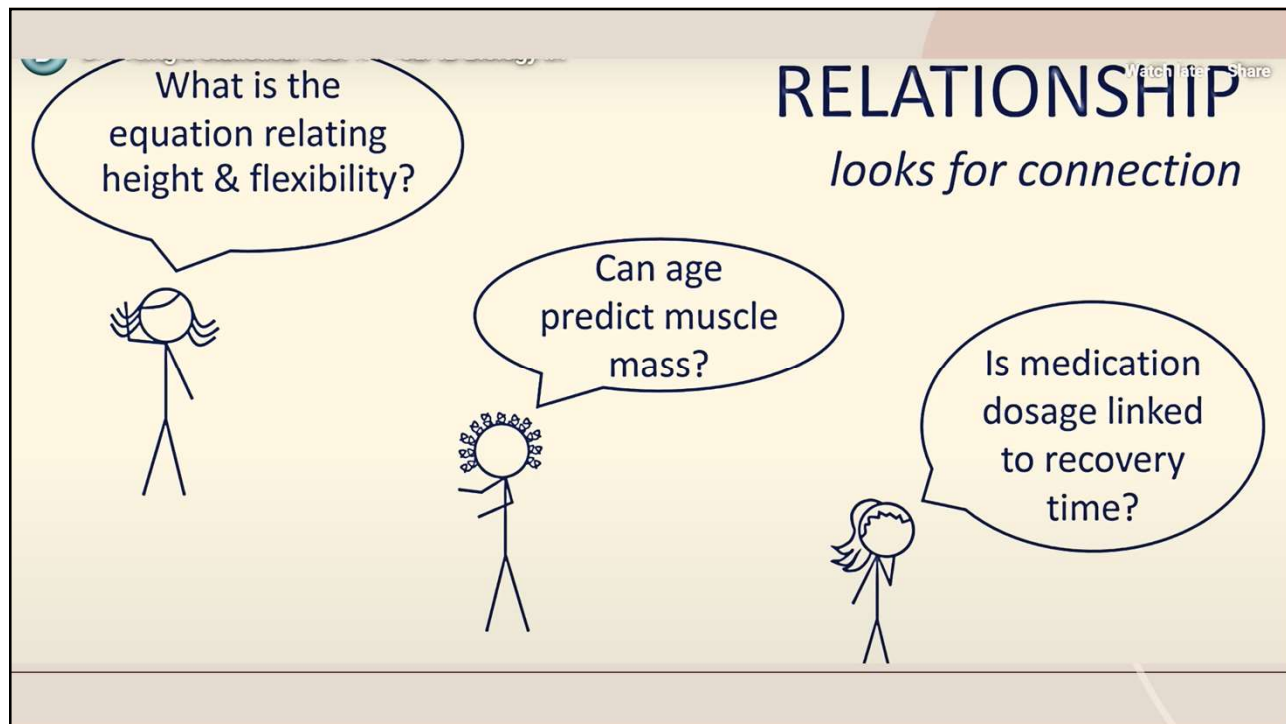 What is the
equation relating
height & flexibility?
RELATIONSHIP
Watch later Share
looks for connection
Can age
predict muscle
mass?
Is medication
dosage linked
to recovery
time?